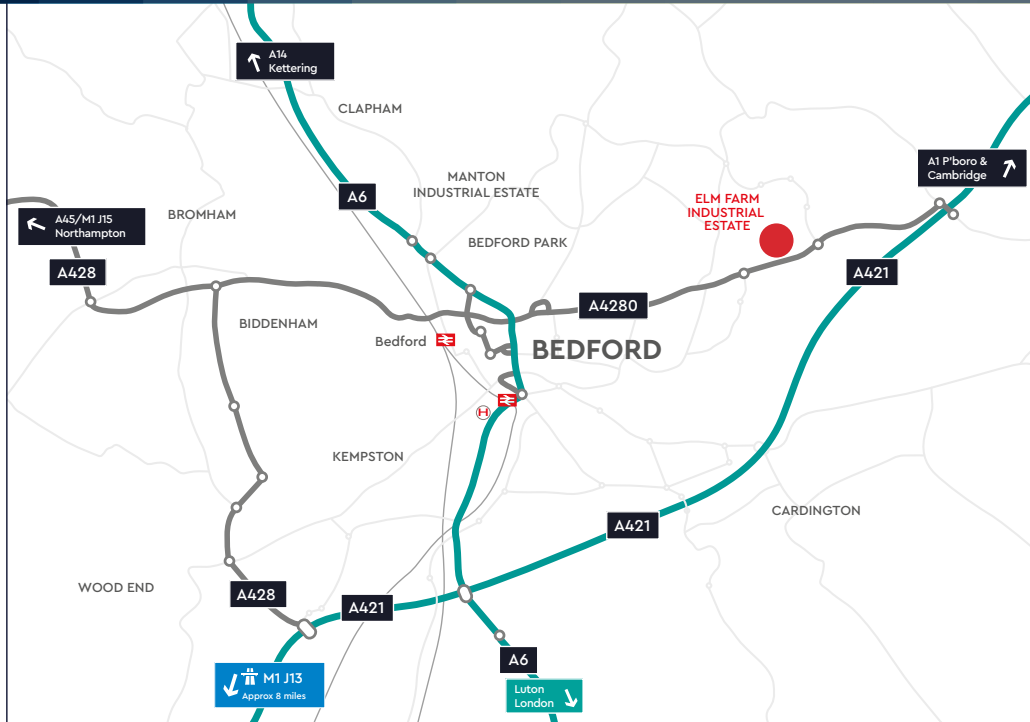 A14
Kettering
CLAPHAM
MANTON
INDUSTRIAL ESTATE
A6
A1 P'boro &
Cambridge
ELM FARM
INDUSTRIAL
ESTATE
BROMHAM
A45/M1 J15
Northampton
BEDFORD PARK
A428
A421
A4280
BIDDENHAM
Bedford
BEDFORD
H
KEMPSTON
CARDINGTON
A421
WOOD END
A428
A421
A6
M1 J13
Approx 8 miles
Luton
London